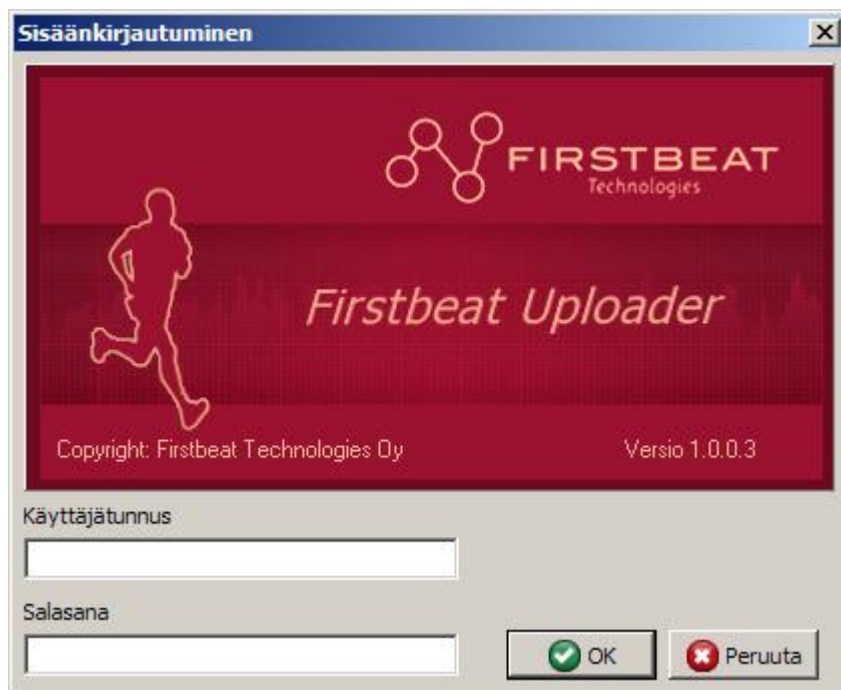 Sisäänkirjautuminen
FIRSTBEAT
Technologies
Firstbeat Uploader
Copyright: Firstbeat Technologies Oy Versio 1.0.0.3
Käyttäjätunnus
Salasana
OK Peruuta